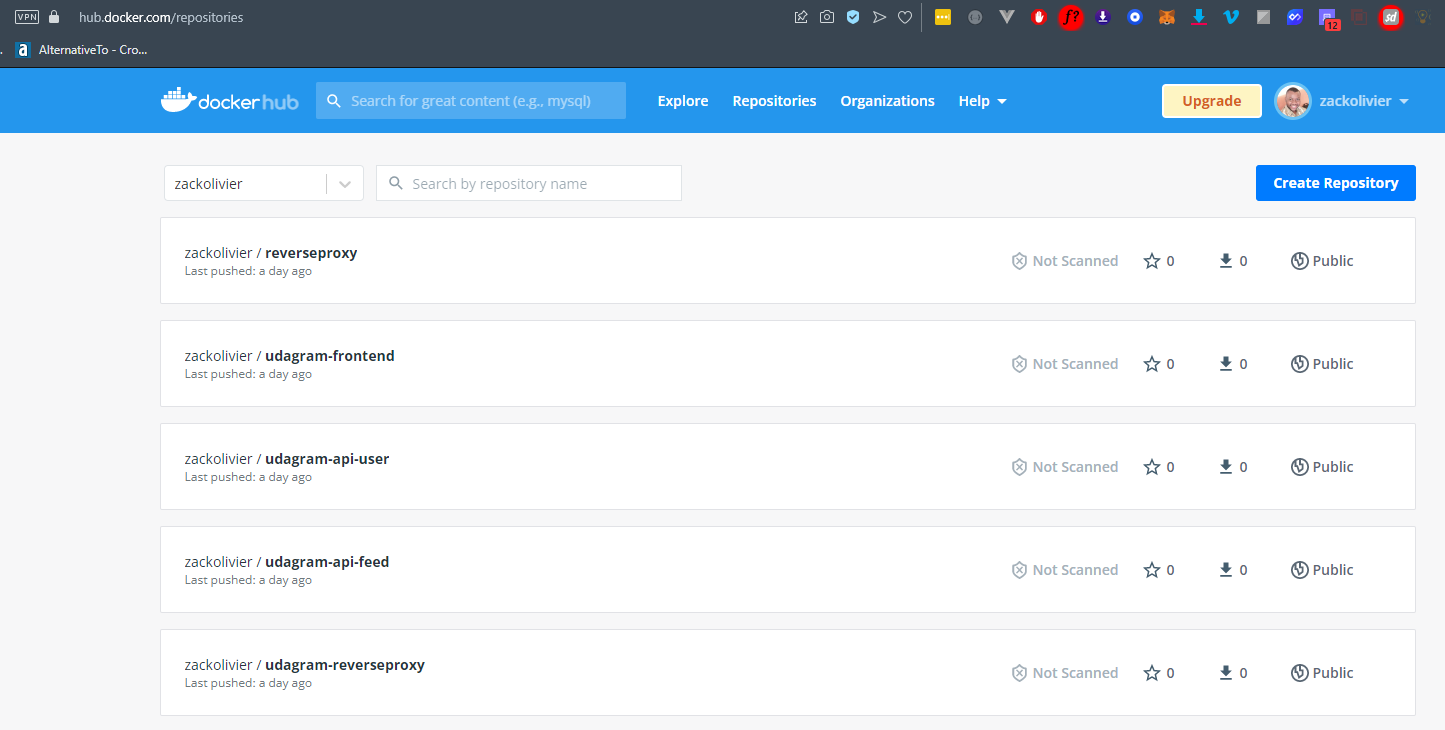 VPN hub.docker.com/repositories
12
sd
a AlternativeTo - Cro...
dockerhub Search for great content (e.g., mysql) Explore Repositories Organizations Help Upgrade zackolivier
zackolivier Search by repository name Create Repository
zackolivier / reverseproxy
Last pushed: a day ago
Not Scanned 0 0 Public
zackolivier / udagram-frontend
Last pushed: a day ago
Not Scanned 0 0 Public
zackolivier / udagram-api-user
Last pushed: a day ago
Not Scanned 0 0 Public
zackolivier / udagram-api-feed
Last pushed: a day ago
Not Scanned 0 0 Public
zackolivier / udagram-reverseproxy
Last pushed: a day ago
Not Scanned 0 0 Public